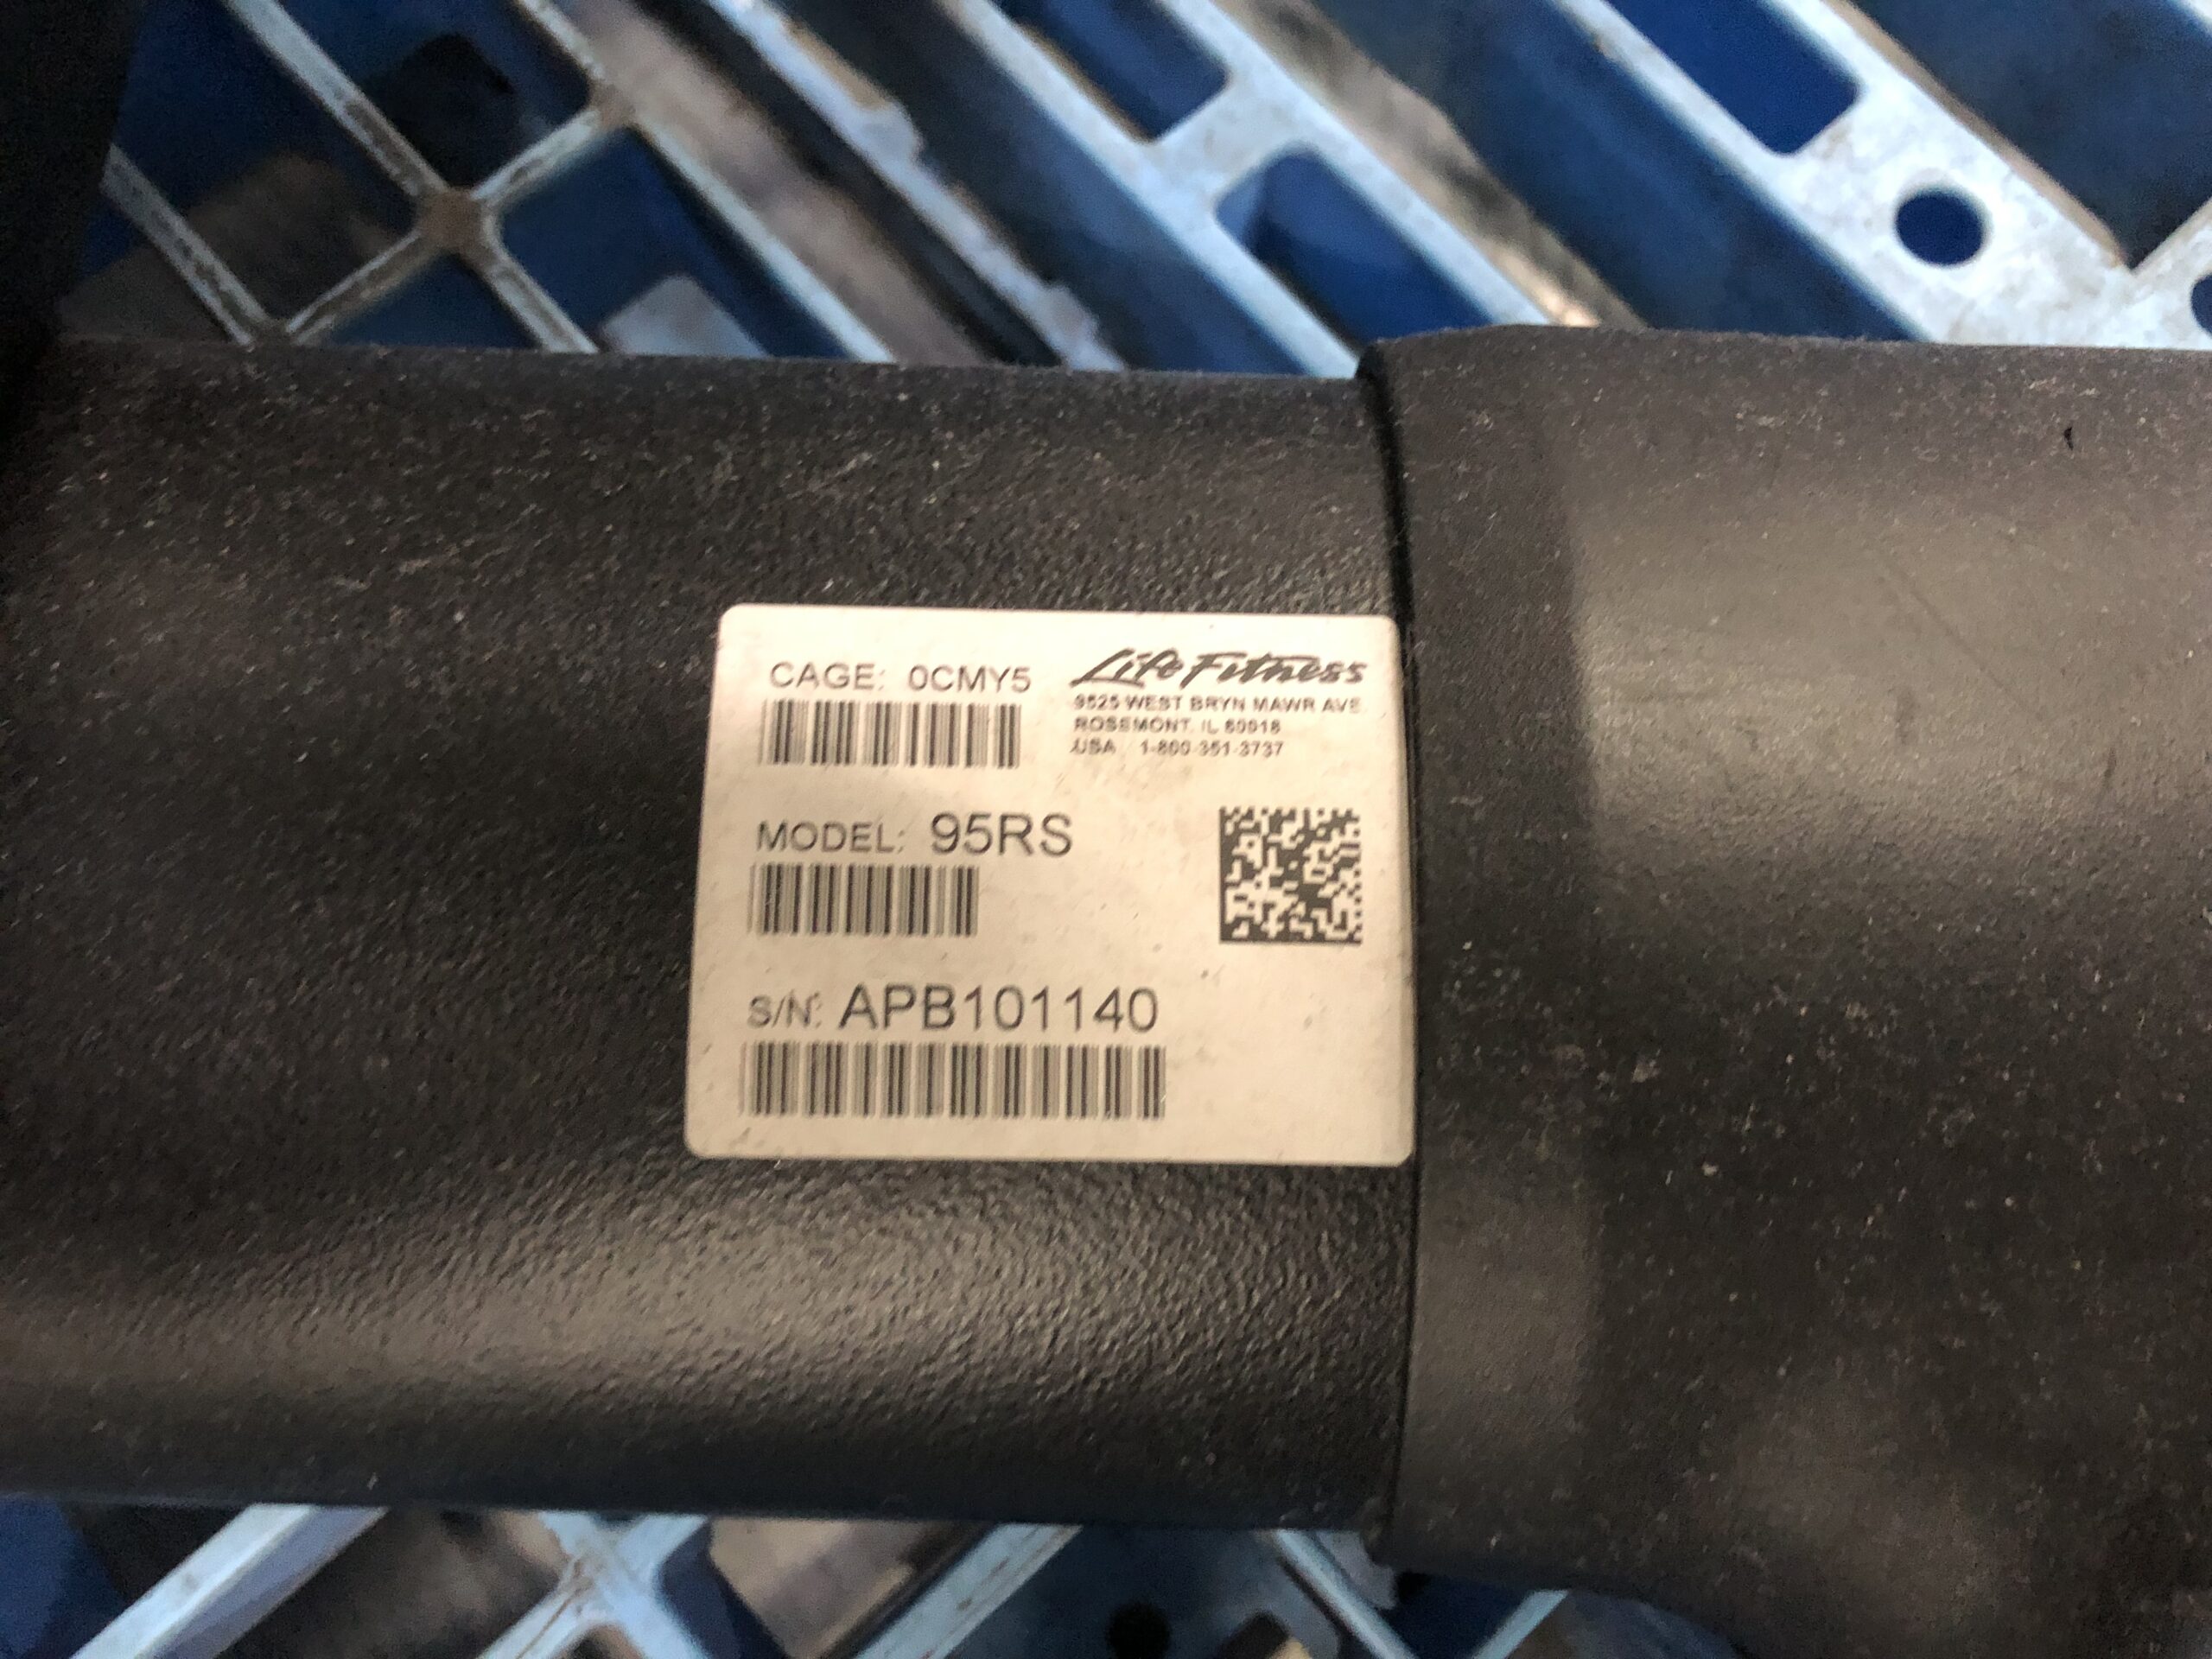 CAGE: 0CMY5
Life Fitness
9525 WEST BRYN MAWR AVE.
ROSEMONT, IL 60018
USA 1-800-351-3737
MODEL: 95RS
S/N: APB101140